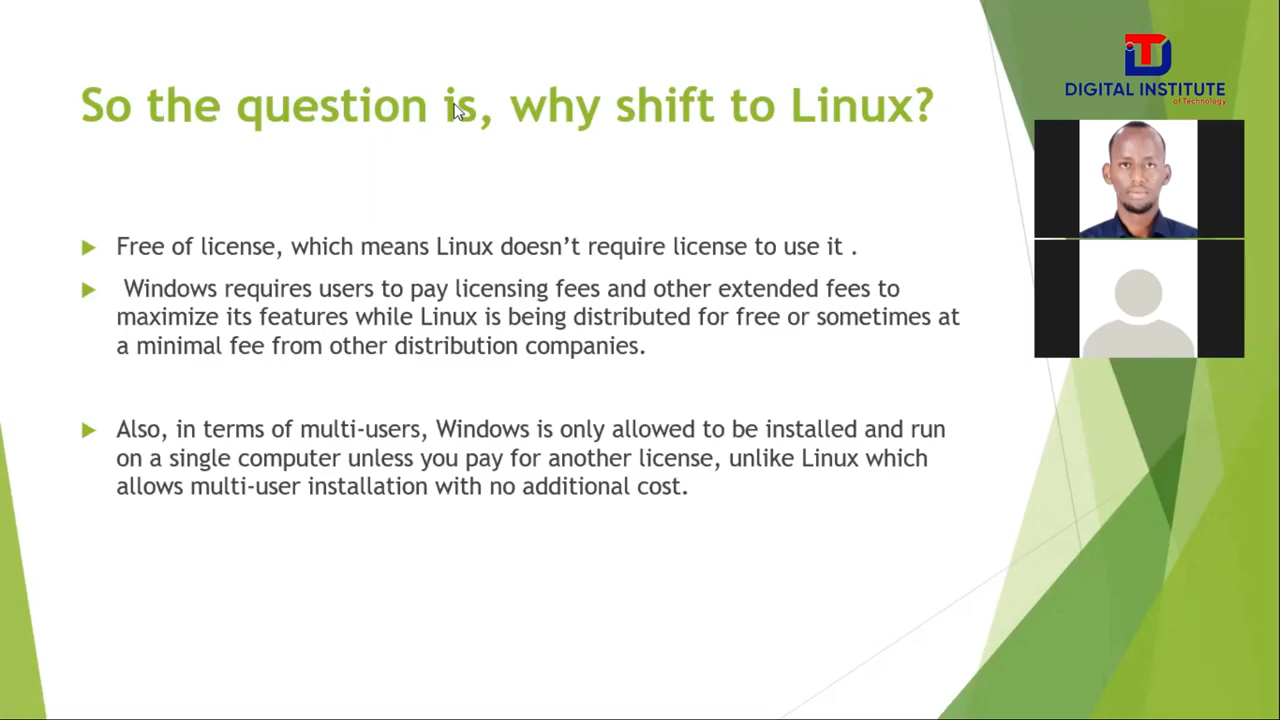 So the question is, why shift to Linux?
Free of license, which means Linux doesn’t require license to use it .
Windows requires users to pay licensing fees and other extended fees to
maximize its features while Linux is being distributed for free or sometimes at
a minimal fee from other distribution companies.
Also, in terms of multi-users, Windows is only allowed to be installed and run
on a single computer unless you pay for another license, unlike Linux which
allows multi-user installation with no additional cost.
DIGITAL INSTITUTE
of Technology